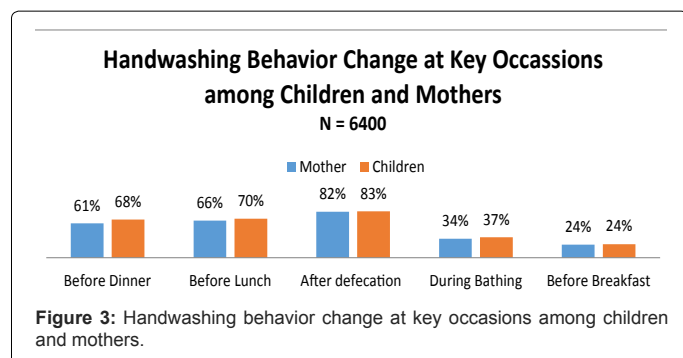 Handwashing Behavior Change at Key Occassions
among Children and Mothers
N = 6400
Mother Children
61% 68% 66% 70% 82% 83% 34% 37% 24% 24%
Before Dinner Before Lunch After defecation During Bathing Before Breakfast
Figure 3: Handwashing behavior change at key occasions among children
and mothers.